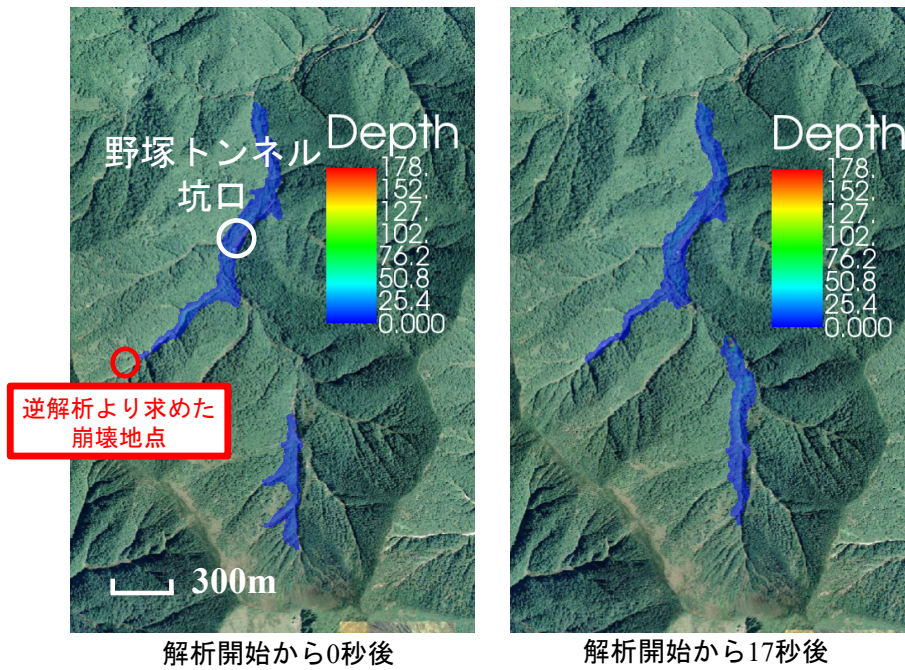 野塚トンネル
坑口
Depth
178.
152.
127.
102.
76.2
50.8
25.4
0.000
逆解析より求めた
崩壊地点
300m
解析開始から0秒後
Depth
178.
152.
127.
102.
76.2
50.8
25.4
0.000
解析開始から17秒後